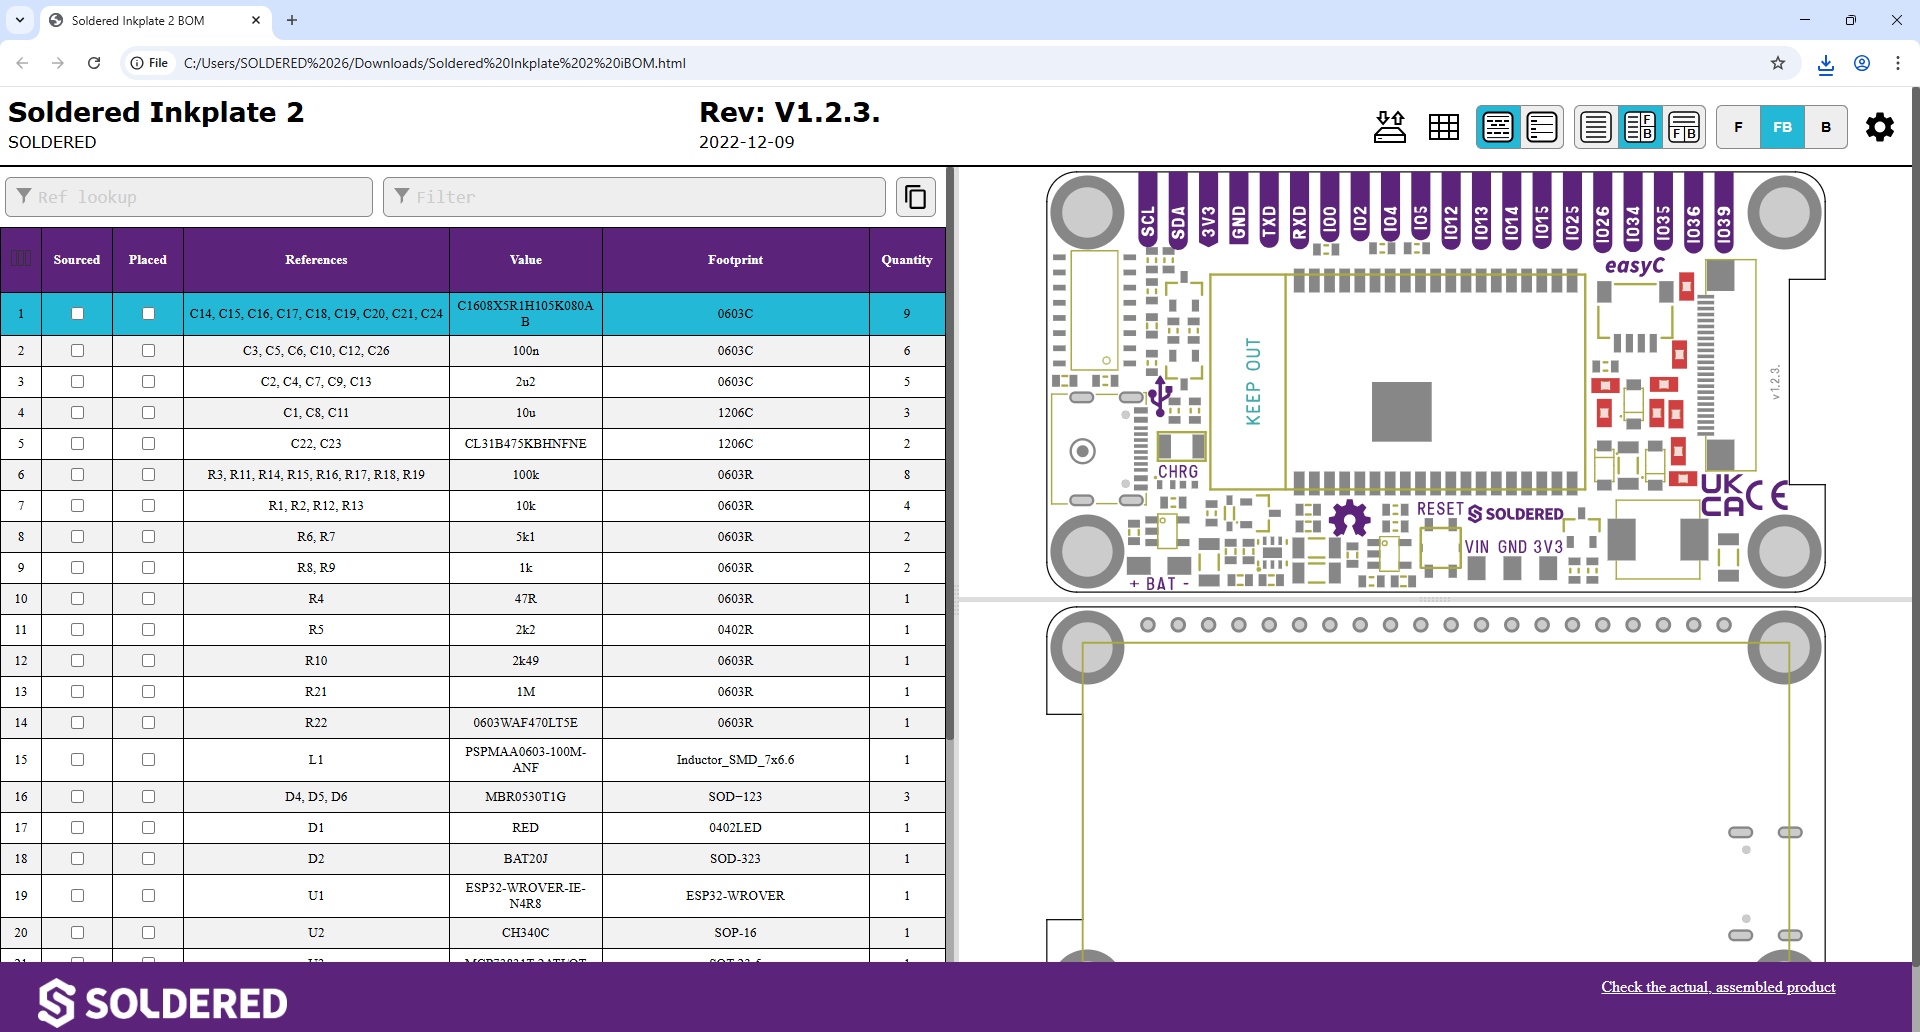 Soldered Inkplate 2 BOM
File
C:/Users/SOLDERED%2026/Downloads/Soldered%20Inkplate%202%20iBOM.html
Soldered Inkplate 2
SOLDERED
Rev: V1.2.3.
2022-12-09
F
B
F B
F
FB
B
Ref lookup
Filter
Sourced Placed References Value Footprint Quantity
1 C14, C15, C16, C17, C18, C19, C20, C21, C24 C1608X5R1H105K080A
B 0603C 9
2 C3, C5, C6, C10, C12, C26 100n 0603C 6
3 C2, C4, C7, C9, C13 2u2 0603C 5
4 C1, C8, C11 10u 1206C 3
5 C22, C23 CL31B475KBHNFNE 1206C 2
6 R3, R11, R14, R15, R16, R17, R18, R19 100k 0603R 8
7 R1, R2, R12, R13 10k 0603R 4
8 R6, R7 5k1 0603R 2
9 R8, R9 1k 0603R 2
10 R4 47R 0603R 1
11 R5 2k2 0402R 1
12 R10 2k49 0603R 1
13 R21 1M 0603R 1
14 R22 0603WAF470LT5E 0603R 1
15 L1 PSPMAA0603-100M-
ANF Inductor_SMD_7x6.6 1
16 D4, D5, D6 MBR0530T1G SOD−123 3
17 D1 RED 0402LED 1
18 D2 BAT20J SOD-323 1
19 U1 ESP32-WROVER-IE-
N4R8 ESP32-WROVER 1
20 U2 CH340C SOP-16 1
SCL SDA 3V3 GND TXD RXD IO0 IO2 IO4 IO5 IO12 IO13 IO14 IO15 IO25 IO26 IO34 IO35 IO36 IO39
easyC
KEEP OUT
v1.2.3.
CHRG
UK
CA CE
RESET SOLDERED
VIN GND 3V3
+ BAT -
SOLDERED
Check the actual, assembled product